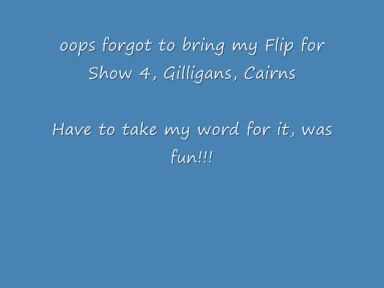 oops forgot to bring my Flip for
Show 4, Gilligans, Cairns
Have to take my word for it, was
fun!!!